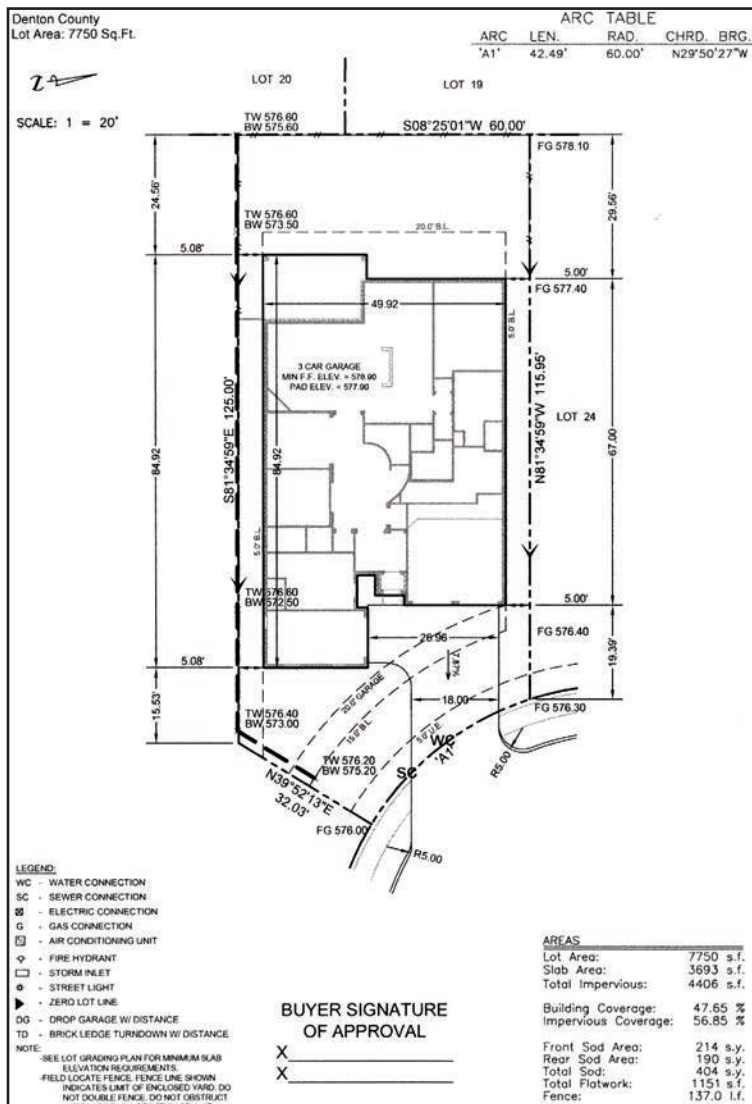 Denton County
Lot Area: 7750 Sq.Ft.
ARC TABLE
ARC LEN. RAD. CHRD. BRG.
'A1' 42.49' 60.00' N29°50'27"W
Z
LOT 20
LOT 19
SCALE: 1 = 20'
TW 576.60
BW 575.60
S08°25'01"W 60.00'
FG 578.10
24.56'
29.56'
TW 576.60
BW 573.50
20.0' B.L.
5.08'
5.00'
FG 577.40
49.92
5.0' B.L.
3 CAR GARAGE
MIN F.F. ELEV. = 578.90
PAD ELEV. = 577.90
S81°34'59"E 125.00'
N81°34'59"W 115.95'
LOT 24
84.92
84.92
67.00
5.0' B.L.
TW 576.60
BW 572.50
5.00'
FG 576.40
26.96
7.87%
19.39'
5.08'
15.53'
20.0' GARAGE
15.0' B.L.
5.0' U.E.
18.00
FG 576.30
TW 576.40
BW 573.00
WC
'A1'
TW 576.20
BW 575.20
SC
R5.00
N39°52'13"E
32.03'
FG 576.00
R5.00
LEGEND:
WC - WATER CONNECTION
SC - SEWER CONNECTION
- ELECTRIC CONNECTION
G - GAS CONNECTION
- AIR CONDITIONING UNIT
- FIRE HYDRANT
- STORM INLET
- STREET LIGHT
- ZERO LOT LINE
DG - DROP GARAGE W/ DISTANCE
TD - BRICK LEDGE TURNDOWN W/ DISTANCE
NOTE:
-SEE LOT GRADING PLAN FOR MINIMUM SLAB
ELEVATION REQUIREMENTS.
-FIELD LOCATE FENCE. FENCE LINE SHOWN
INDICATES LIMIT OF ENCLOSED YARD. DO
NOT DOUBLE FENCE. DO NOT OBSTRUCT
BUYER SIGNATURE
OF APPROVAL
X
X
AREAS
Lot Area: 7750 s.f.
Slab Area: 3693 s.f.
Total Impervious: 4406 s.f.
Building Coverage: 47.65 %
Impervious Coverage: 56.85 %
Front Sod Area: 214 s.y.
Rear Sod Area: 190 s.y.
Total Sod: 404 s.y.
Total Flatwork: 1151 s.f.
Fence: 137.0 l.f.